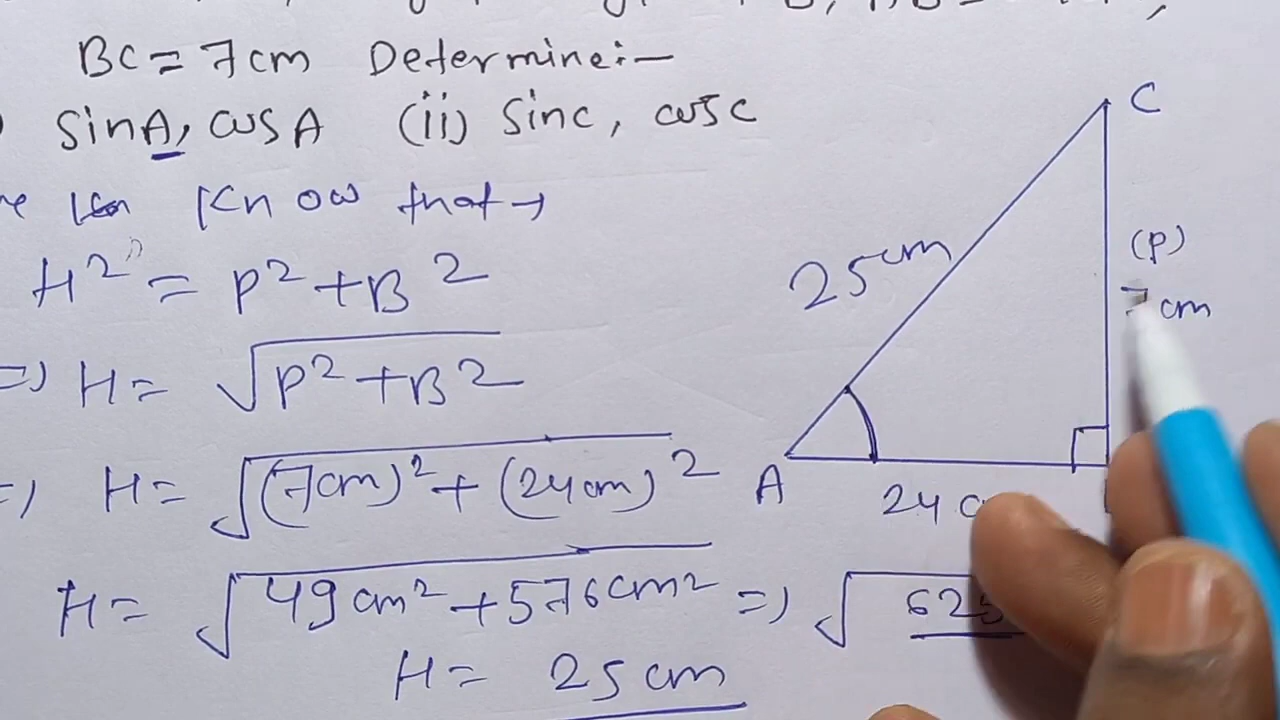 BC = 7cm Determine:-
SinA, cosA (ii) Sinc, cosc
Know that →
H² = P² + B²
=> H = √P² + B²
H = √(7cm)² + (24cm)²
H = √49cm² + 576cm² => √625
H = 25cm
C
25cm
(P)
7 cm
A
24 c